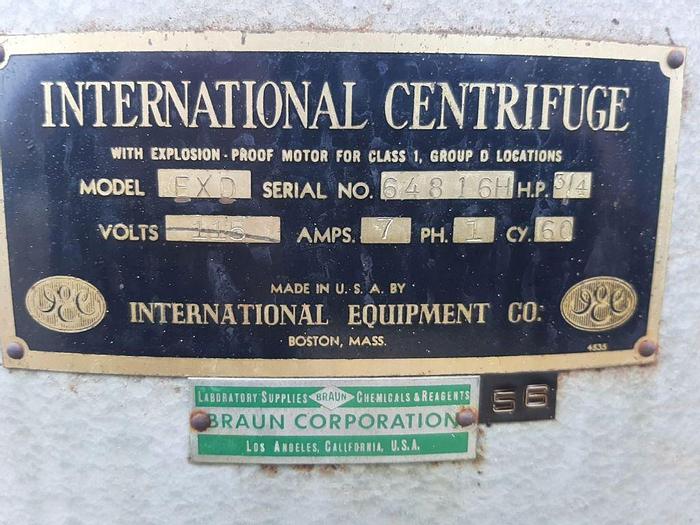 INTERNATIONAL CENTRIFUGE
WITH EXPLOSION-PROOF MOTOR FOR CLASS 1, GROUP D LOCATIONS
MODEL EXD SERIAL NO. 64816H H.P. 3/4
VOLTS 115 AMPS. 7 PH. 1 CY. 60
MADE IN U. S. A. BY
INTERNATIONAL EQUIPMENT CO.
BOSTON, MASS.
4535
LABORATORY SUPPLIES BRAUN CHEMICALS & REAGENTS
BRAUN CORPORATION
LOS ANGELES, CALIFORNIA, U.S.A.
56